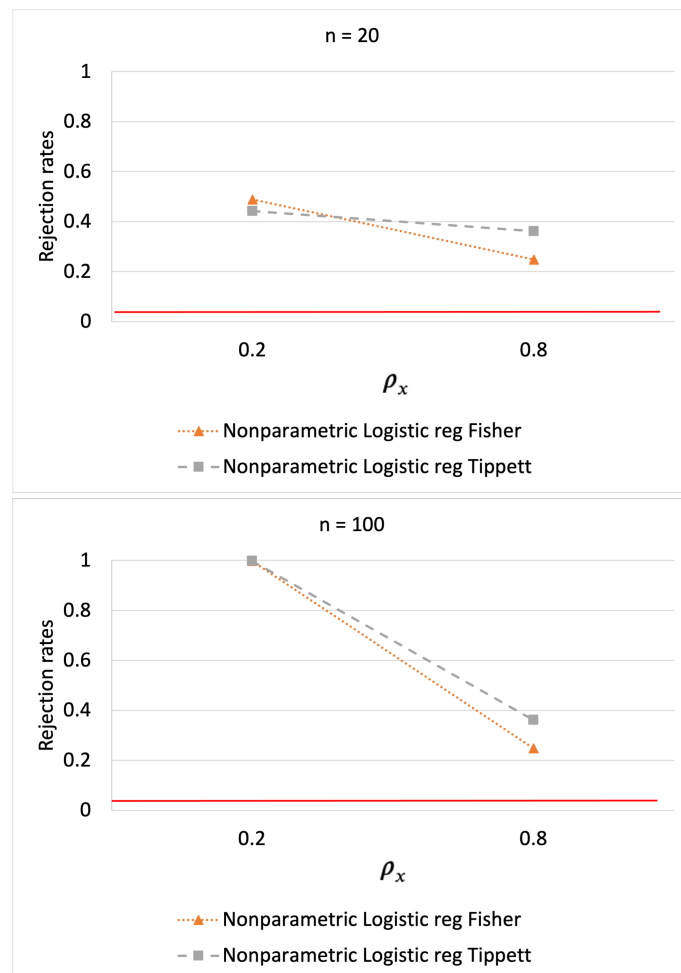 n = 20
1
0.8
0.6
0.4
0.2
0
Rejection rates
0.2 0.8
ρₓ
Nonparametric Logistic reg Fisher
Nonparametric Logistic reg Tippett
n = 100
1
0.8
0.6
0.4
0.2
0
Rejection rates
0.2 0.8
ρₓ
Nonparametric Logistic reg Fisher
Nonparametric Logistic reg Tippett